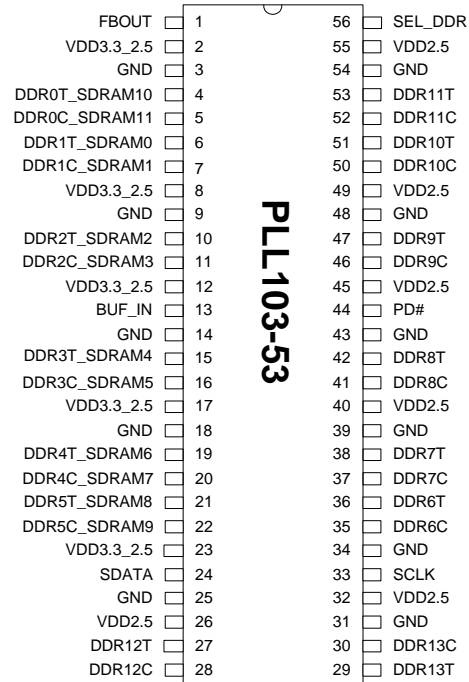 FBOUT 1 56 SEL_DDR
VDD3.3_2.5 2 55 VDD2.5
GND 3 54 GND
DDR0T_SDRAM10 4 53 DDR11T
DDR0C_SDRAM11 5 52 DDR11C
DDR1T_SDRAM0 6 51 DDR10T
DDR1C_SDRAM1 7 50 DDR10C
VDD3.3_2.5 8 49 VDD2.5
GND 9 48 GND
DDR2T_SDRAM2 10 47 DDR9T
DDR2C_SDRAM3 11 46 DDR9C
VDD3.3_2.5 12 45 VDD2.5
BUF_IN 13 44 PD#
GND 14 43 GND
DDR3T_SDRAM4 15 42 DDR8T
DDR3C_SDRAM5 16 41 DDR8C
VDD3.3_2.5 17 40 VDD2.5
GND 18 39 GND
DDR4T_SDRAM6 19 38 DDR7T
DDR4C_SDRAM7 20 37 DDR7C
DDR5T_SDRAM8 21 36 DDR6T
DDR5C_SDRAM9 22 35 DDR6C
VDD3.3_2.5 23 34 GND
SDATA 24 33 SCLK
GND 25 32 VDD2.5
VDD2.5 26 31 GND
DDR12T 27 30 DDR13C
DDR12C 28 29 DDR13T
PLL103-53